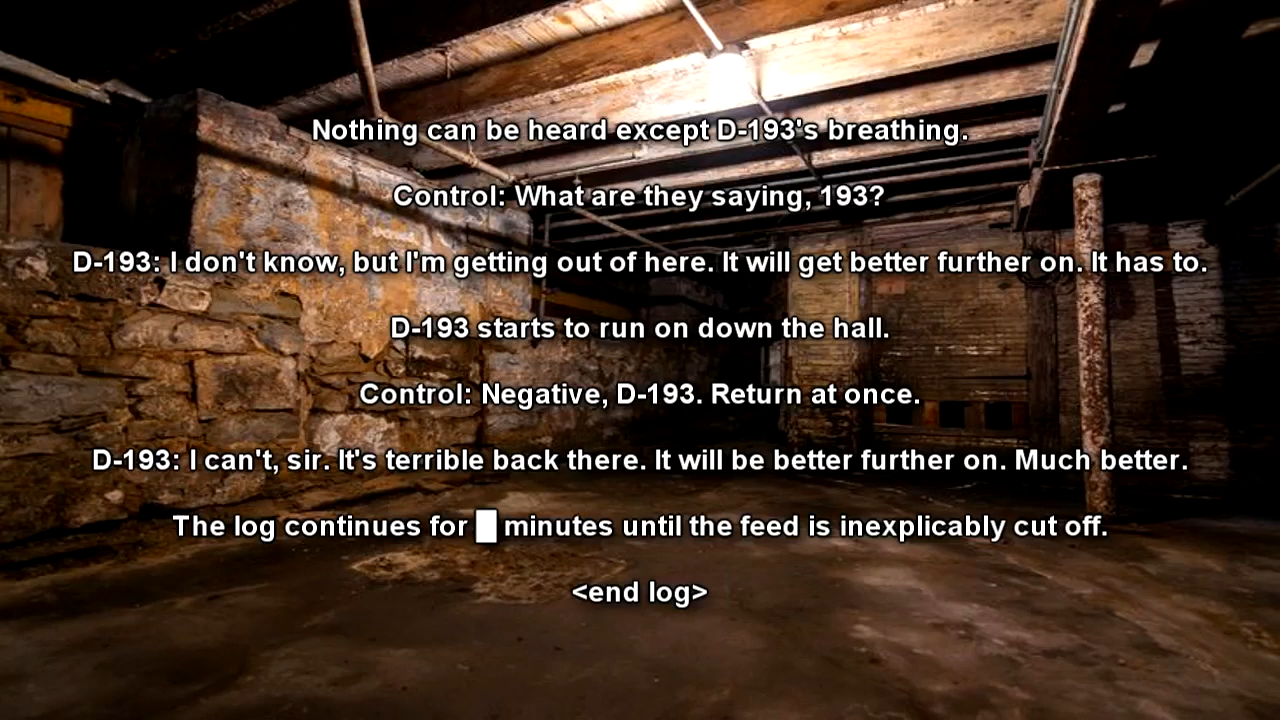 Nothing can be heard except D-193's breathing.
Control: What are they saying, 193?
D-193: I don't know, but I'm getting out of here. It will get better further on. It has to.
D-193 starts to run on down the hall.
Control: Negative, D-193. Return at once.
D-193: I can't, sir. It's terrible back there. It will be better further on. Much better.
The log continues for █ minutes until the feed is inexplicably cut off.
<end log>